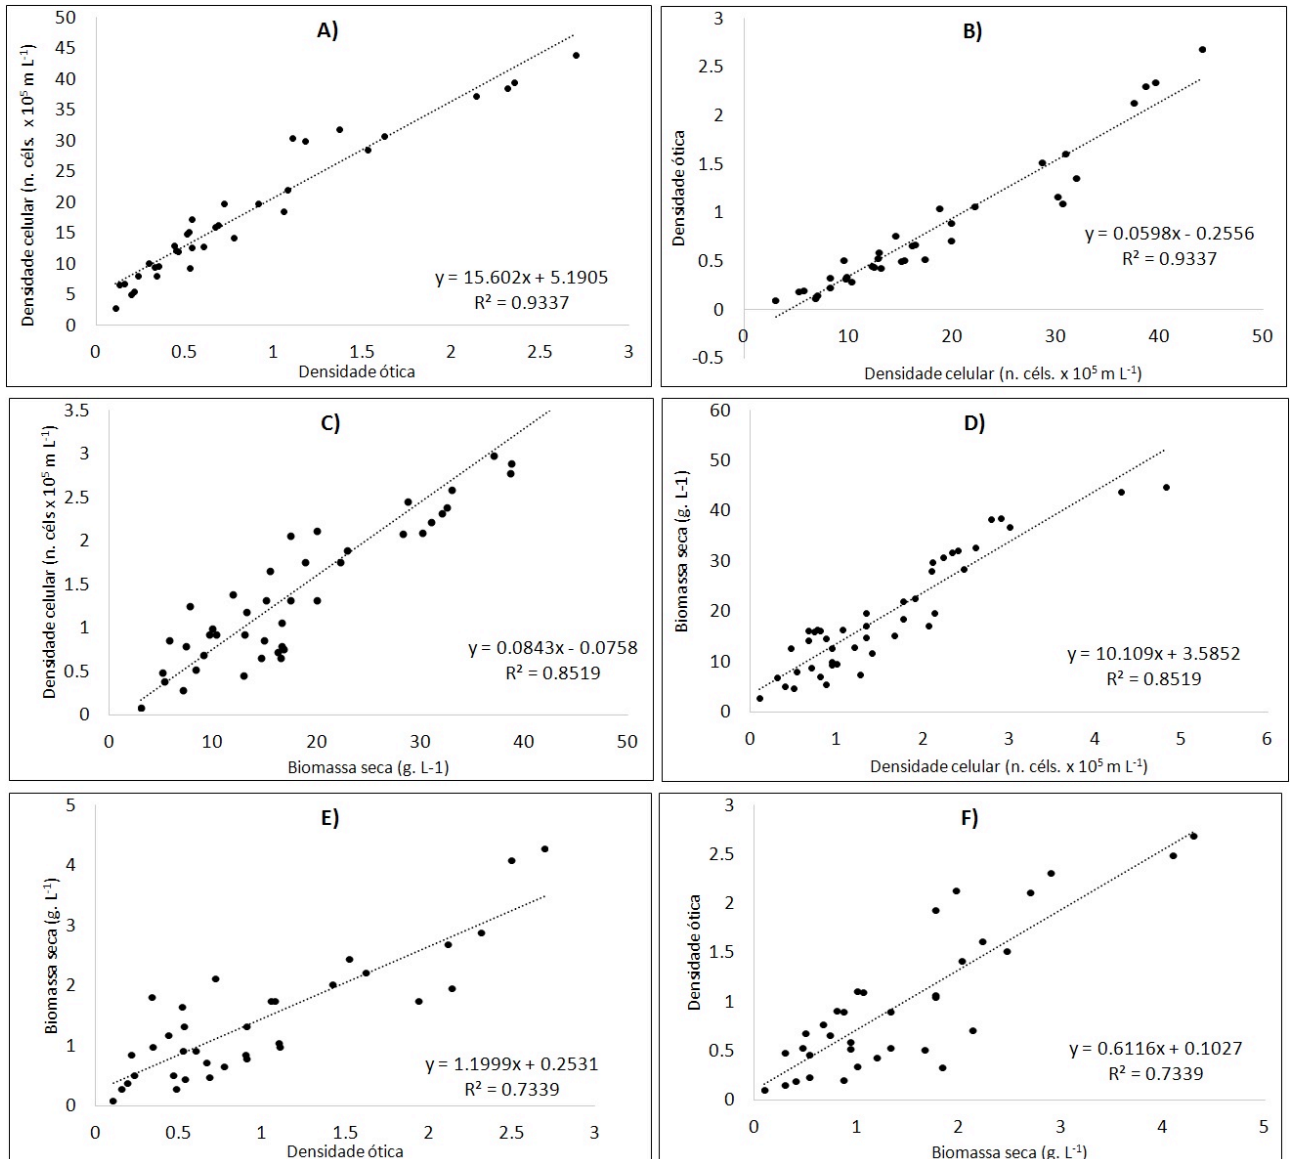 A)
Densidade celular (n. céls. x 10⁵ m L⁻¹)
50
45
40
35
30
25
20
15
10
5
0
y = 15.602x + 5.1905
R² = 0.9337
0 0.5 1 1.5 2 2.5 3
Densidade ótica
B)
Densidade ótica
3
2.5
2
1.5
1
0.5
0
-0.5
y = 0.0598x - 0.2556
R² = 0.9337
0 10 20 30 40 50
Densidade celular (n. céls. x 10⁵ m L⁻¹)
C)
Densidade celular (n. céls x 10⁵ m L⁻¹)
3.5
3
2.5
2
1.5
1
0.5
0
y = 0.0843x - 0.0758
R² = 0.8519
0 10 20 30 40 50
Biomassa seca (g. L-1)
D)
Biomassa seca (g. L-1)
60
50
40
30
20
10
0
y = 10.109x + 3.5852
R² = 0.8519
0 1 2 3 4 5 6
Densidade celular (n. céls. x 10⁵ m L⁻¹)
E)
Biomassa seca (g. L⁻¹)
5
4
3
2
1
0
y = 1.1999x + 0.2531
R² = 0.7339
0 0.5 1 1.5 2 2.5 3
Densidade ótica
F)
Densidade ótica
3
2.5
2
1.5
1
0.5
0
y = 0.6116x + 0.1027
R² = 0.7339
0 1 2 3 4 5
Biomassa seca (g. L⁻¹)